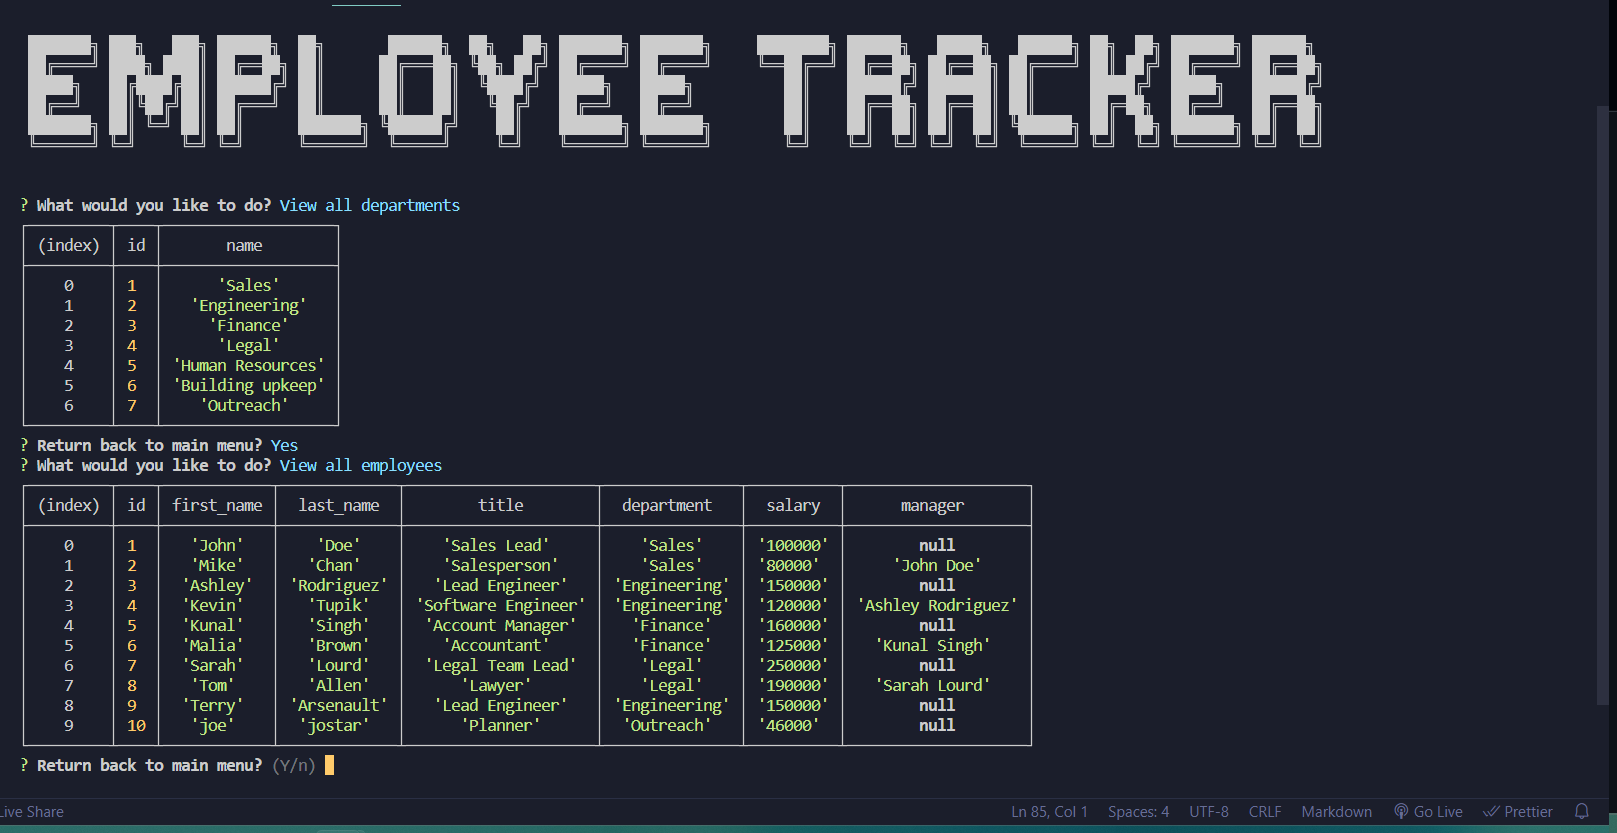 EMPLOYEE TRACKER
? What would you like to do? View all departments
(index) id name
0 1 'Sales'
1 2 'Engineering'
2 3 'Finance'
3 4 'Legal'
4 5 'Human Resources'
5 6 'Building upkeep'
6 7 'Outreach'
? Return back to main menu? Yes
? What would you like to do? View all employees
(index) id first_name last_name title department salary manager
0 1 'John' 'Doe' 'Sales Lead' 'Sales' '100000' null
1 2 'Mike' 'Chan' 'Salesperson' 'Sales' '80000' 'John Doe'
2 3 'Ashley' 'Rodriguez' 'Lead Engineer' 'Engineering' '150000' null
3 4 'Kevin' 'Tupik' 'Software Engineer' 'Engineering' '120000' 'Ashley Rodriguez'
4 5 'Kunal' 'Singh' 'Account Manager' 'Finance' '160000' null
5 6 'Malia' 'Brown' 'Accountant' 'Finance' '125000' 'Kunal Singh'
6 7 'Sarah' 'Lourd' 'Legal Team Lead' 'Legal' '250000' null
7 8 'Tom' 'Allen' 'Lawyer' 'Legal' '190000' 'Sarah Lourd'
8 9 'Terry' 'Arsenault' 'Lead Engineer' 'Engineering' '150000' null
9 10 'joe' 'jostar' 'Planner' 'Outreach' '46000' null
? Return back to main menu? (Y/n)
Live Share Ln 85, Col 1 Spaces: 4 UTF-8 CRLF Markdown Go Live Prettier